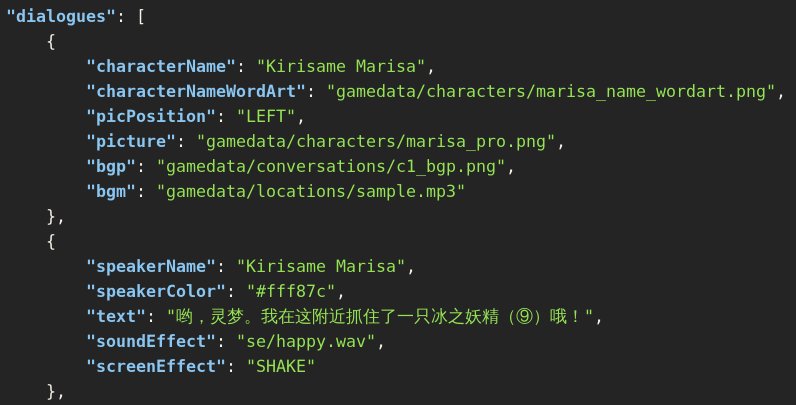 "dialogues": [
    {
        "characterName": "Kirisame Marisa",
        "characterNameWordArt": "gamedata/characters/marisa_name_wordart.png",
        "picPosition": "LEFT",
        "picture": "gamedata/characters/marisa_pro.png",
        "bgp": "gamedata/conversations/c1_bgp.png",
        "bgm": "gamedata/locations/sample.mp3"
    },
    {
        "speakerName": "Kirisame Marisa",
        "speakerColor": "#fff87c",
        "text": "哟，灵梦。我在这附近抓住了一只冰之妖精（⑨）哦！",
        "soundEffect": "se/happy.wav",
        "screenEffect": "SHAKE"
    },